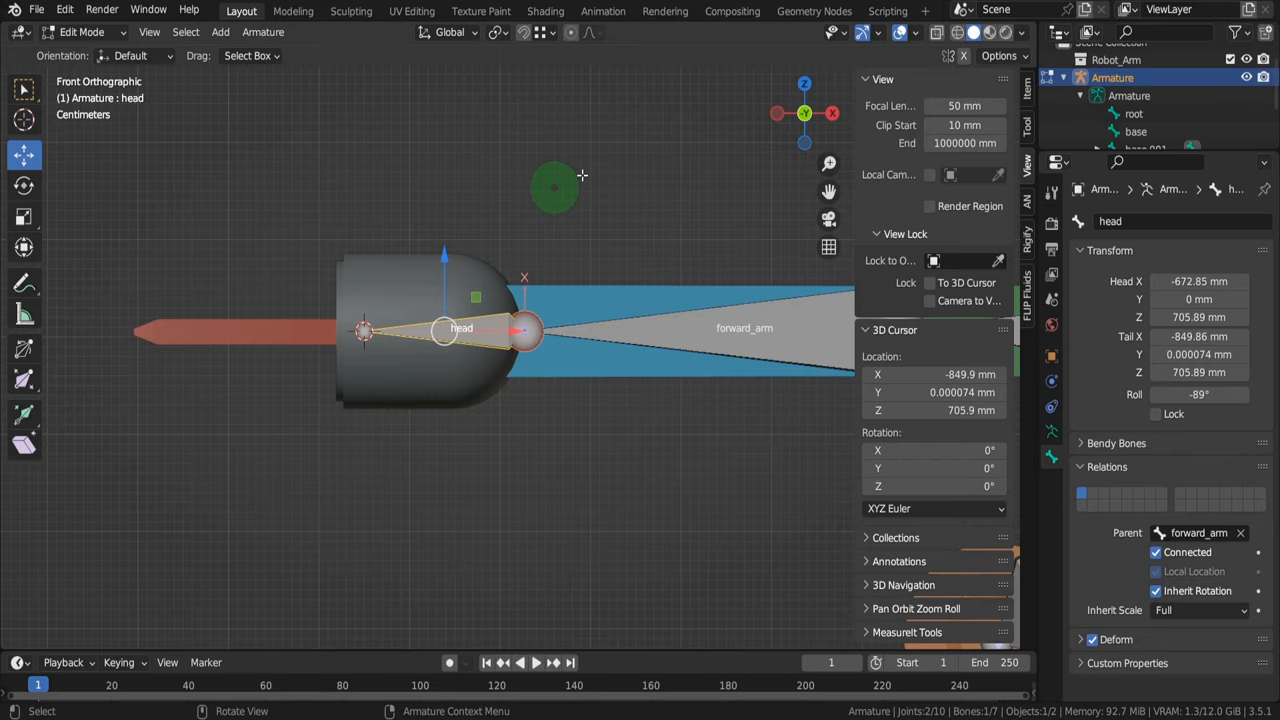 File Edit Render Window Help Layout Modeling Sculpting UV Editing Texture Paint Shading Animation Rendering Compositing Geometry Nodes Scripting Scene ViewLayer
Edit Mode View Select Add Armature Global
Orientation: Default Drag: Select Box X Options
Front Orthographic
(1) Armature : head
Centimeters
Z
-Y
X
X
head
forward_arm
View
Focal Len... 50 mm
Clip Start 10 mm
End 1000000 mm
Local Cam...
Render Region
View Lock
Lock to O...
Lock To 3D Cursor
Camera to V...
3D Cursor
Location:
X -849.9 mm
Y 0.000074 mm
Z 705.9 mm
Rotation:
X 0°
Y 0°
Z 0°
XYZ Euler
Collections
Annotations
3D Navigation
Pan Orbit Zoom Roll
MeasureIt Tools
Item
Tool
View
AN
Rigify
FLIP Fluids
Robot_Arm
Armature
Armature
root
base
Arm... Arm... h...
head
Transform
Head X -672.85 mm
Y 0 mm
Z 705.89 mm
Tail X -849.86 mm
Y 0.000074 mm
Z 705.89 mm
Roll -89°
Lock
Bendy Bones
Relations
Parent forward_arm
Connected
Local Location
Inherit Rotation
Inherit Scale Full
Deform
Custom Properties
Playback Keying View Marker 1 Start 1 End 250
1 20 40 60 80 100 120 140 160 180 200 220 240
Select Rotate View Armature Context Menu Armature | Joints:2/10 | Bones:1/7 | Objects:1/2 | Memory: 92.7 MiB | VRAM: 1.3/12.0 GiB | 3.5.1